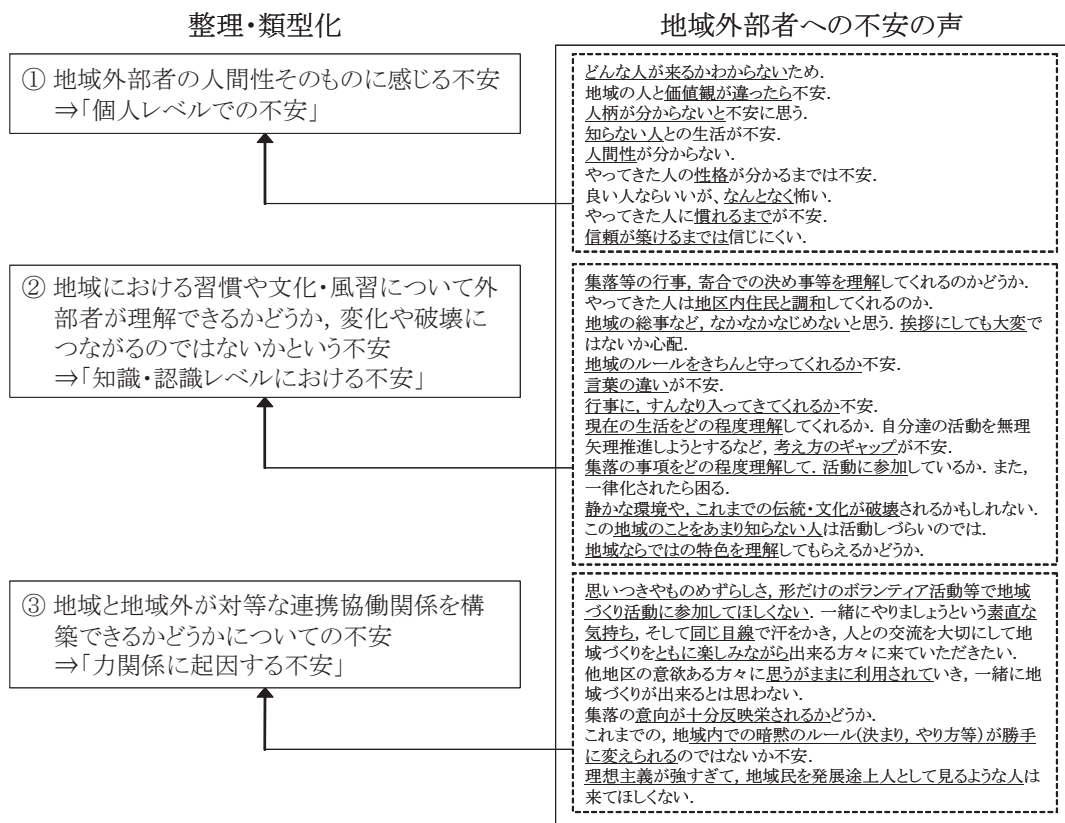 整理・類型化
地域外部者への不安の声
① 地域外部者の人間性そのものに感じる不安
⇒「個人レベルでの不安」
どんな人が来るかわからないため.
地域の人と価値観が違ったら不安.
人柄が分からないと不安に思う.
知らない人との生活が不安.
人間性が分からない.
やってきた人の性格が分かるまでは不安.
良い人ならいいが、なんとなく怖い.
やってきた人に慣れるまでが不安.
信頼が築けるまでは信じにくい.
② 地域における習慣や文化・風習について外
部者が理解できるかどうか, 変化や破壊に
つながるのではないかという不安
⇒「知識・認識レベルにおける不安」
集落等の行事, 寄合での決め事等を理解してくれるのかどうか.
やってきた人は地区内住民と調和してくれるのか.
地域の総事など, なかなかなじめないと思う. 挨拶にしても大変で
はないか心配.
地域のルールをきちんと守ってくれるか不安.
言葉の違いが不安.
行事に, すんなり入ってきてくれるか不安.
現在の生活をどの程度理解してくれるか. 自分達の活動を無理
矢理推進しようとするなど, 考え方のギャップが不安.
集落の事項をどの程度理解して. 活動に参加しているか. また,
一律化されたら困る.
静かな環境や, これまでの伝統・文化が破壊されるかもしれない.
この地域のことをあまり知らない人は活動しづらいのでは.
地域ならではの特色を理解してもらえるかどうか.
③ 地域と地域外が対等な連携協働関係を構
築できるかどうかについての不安
⇒「力関係に起因する不安」
思いつきやものめずらしさ, 形だけのボランティア活動等で地域
づくり活動に参加してほしくない. 一緒にやりましょうという素直な
気持ち, そして同じ目線で汗をかき, 人との交流を大切にして地
域づくりをともに楽しみながら出来る方々に来ていただきたい.
他地区の意欲ある方々に思うがままに利用されていき, 一緒に地
域づくりが出来るとは思わない.
集落の意向が十分反映栄されるかどうか.
これまでの, 地域内での暗黙のルール(決まり, やり方等)が勝手
に変えられるのではないか不安.
理想主義が強すぎて, 地域民を発展途上人として見るような人は
来てほしくない.